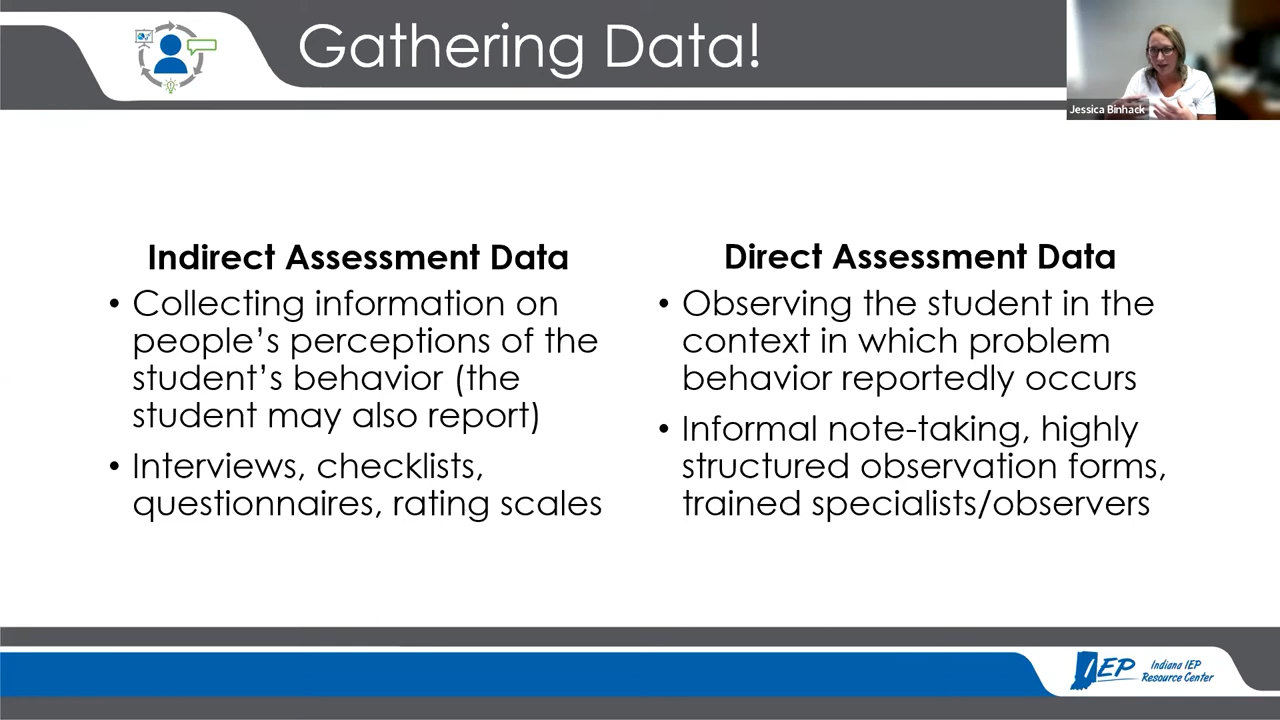 Gathering Data!
Jessica Binhack
Indirect Assessment Data
• Collecting information on
people’s perceptions of the
student’s behavior (the
student may also report)
• Interviews, checklists,
questionnaires, rating scales
Direct Assessment Data
• Observing the student in the
context in which problem
behavior reportedly occurs
• Informal note-taking, highly
structured observation forms,
trained specialists/observers
IEP
Indiana IEP
Resource Center